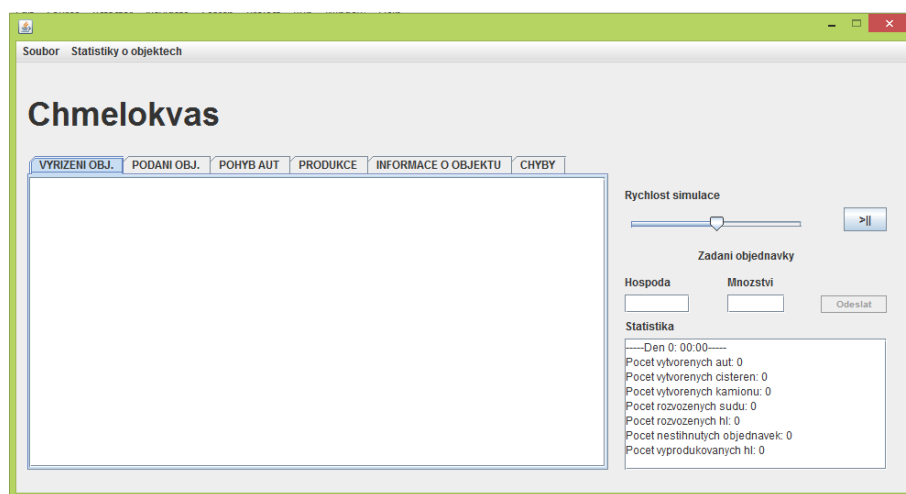 Soubor Statistiky o objektech
Chmelokvas
VYRIZENI OBJ. PODANI OBJ. POHYB AUT PRODUKCE INFORMACE O OBJEKTU CHYBY
Rychlost simulace
>||
Zadani objednavky
Hospoda Mnozstvi
Odeslat
Statistika
-----Den 0: 00:00-----
Pocet vytvorenych aut: 0
Pocet vytvorenych cisteren: 0
Pocet vytvorenych kamionu: 0
Pocet rozvozenych sudu: 0
Pocet rozvozenych hl: 0
Pocet nestihnutych objednavek: 0
Pocet vyprodukovanych hl: 0